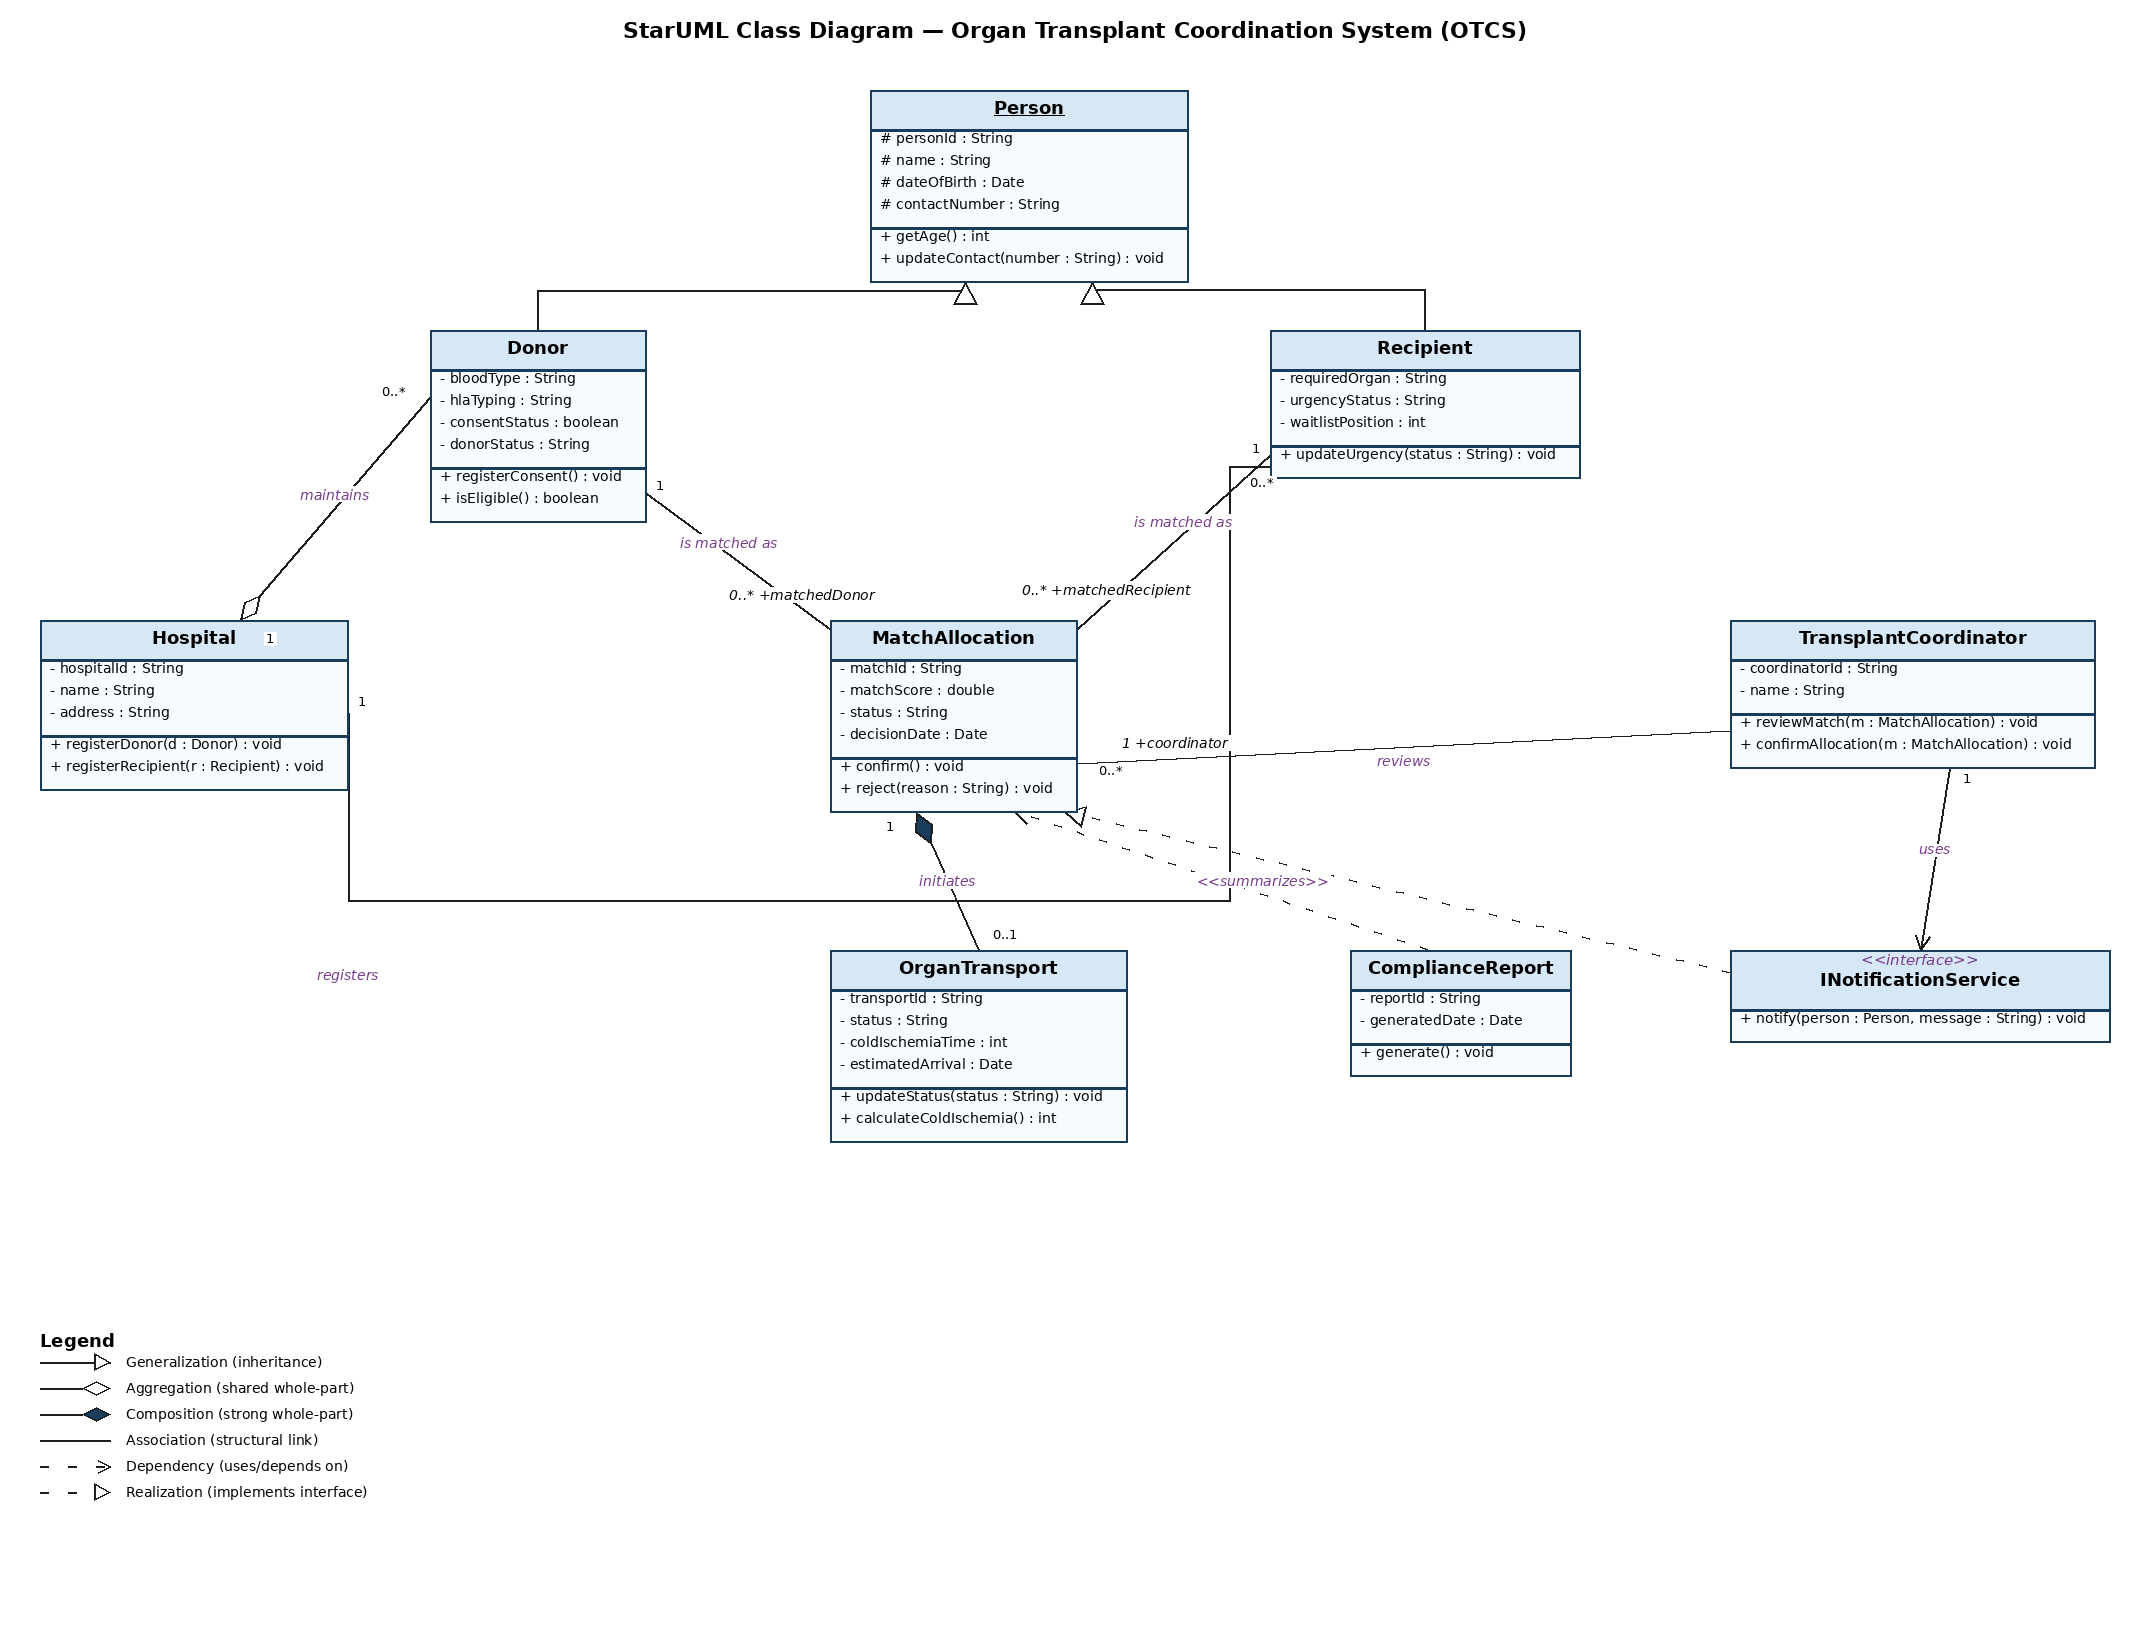 StarUML Class Diagram — Organ Transplant Coordination System (OTCS)
Person
# personId : String
# name : String
# dateOfBirth : Date
# contactNumber : String
+ getAge() : int
+ updateContact(number : String) : void
Donor
- bloodType : String
- hlaTyping : String
- consentStatus : boolean
- donorStatus : String
+ registerConsent() : void
+ isEligible() : boolean
Recipient
- requiredOrgan : String
- urgencyStatus : String
- waitlistPosition : int
+ updateUrgency(status : String) : void
0..*
maintains
1
is matched as
0..* +matchedDonor
1
0..*
is matched as
0..* +matchedRecipient
Hospital
1
- hospitalId : String
- name : String
- address : String
+ registerDonor(d : Donor) : void
+ registerRecipient(r : Recipient) : void
1
MatchAllocation
- matchId : String
- matchScore : double
- status : String
- decisionDate : Date
+ confirm() : void
+ reject(reason : String) : void
1 +coordinator
0..*
reviews
TransplantCoordinator
- coordinatorId : String
- name : String
+ reviewMatch(m : MatchAllocation) : void
+ confirmAllocation(m : MatchAllocation) : void
1
uses
1
initiates
0..1
<<summarizes>>
registers
OrganTransport
- transportId : String
- status : String
- coldIschemiaTime : int
- estimatedArrival : Date
+ updateStatus(status : String) : void
+ calculateColdIschemia() : int
ComplianceReport
- reportId : String
- generatedDate : Date
+ generate() : void
<<interface>>
INotificationService
+ notify(person : Person, message : String) : void
Legend
Generalization (inheritance)
Aggregation (shared whole-part)
Composition (strong whole-part)
Association (structural link)
Dependency (uses/depends on)
Realization (implements interface)